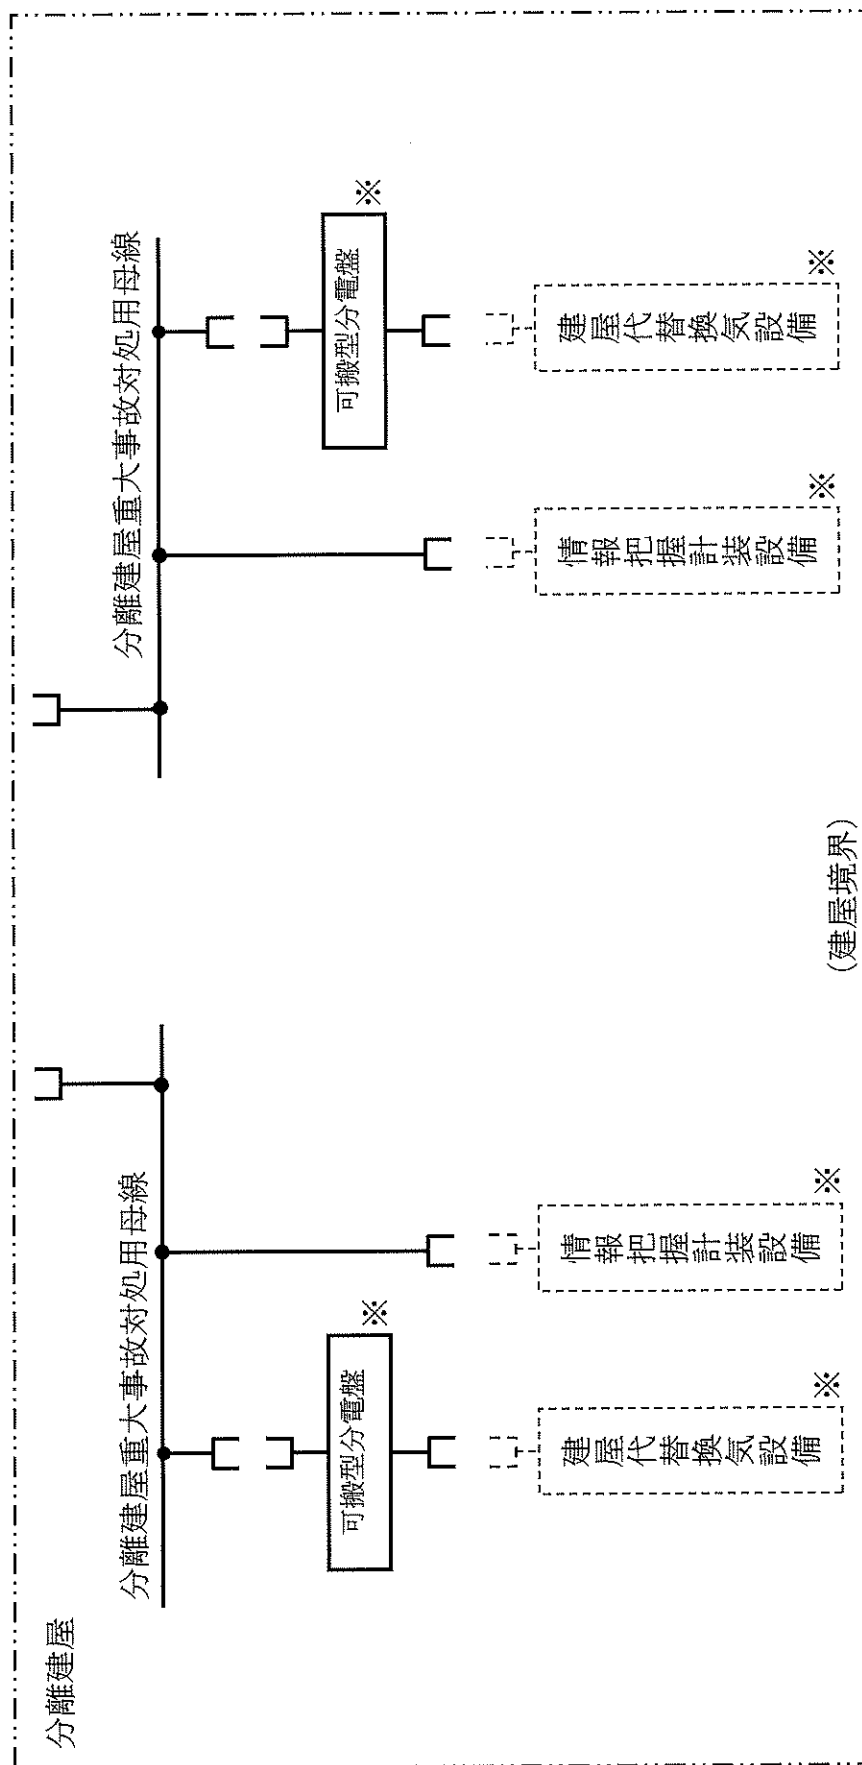 分離建屋
分離建屋重大事故対処用母線
可搬型分電盤
※
建屋代替換気設備
※
情報把握計装設備
※
分離建屋重大事故対処用母線
情報把握計装設備
※
可搬型分電盤
※
建屋代替換気設備
※
(建屋境界)